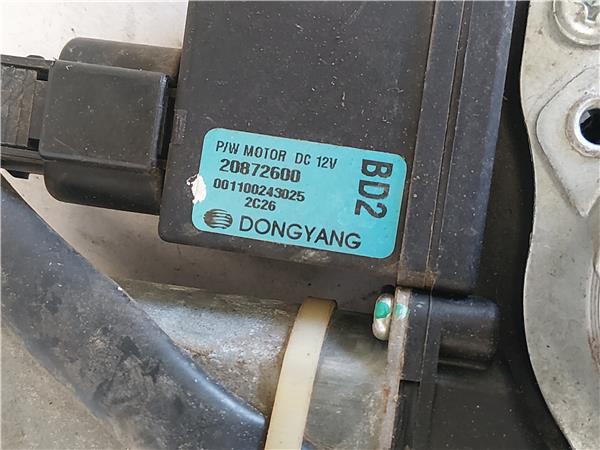 P/W MOTOR DC 12V
20872600
001100243025
2C26
DONGYANG
BD2